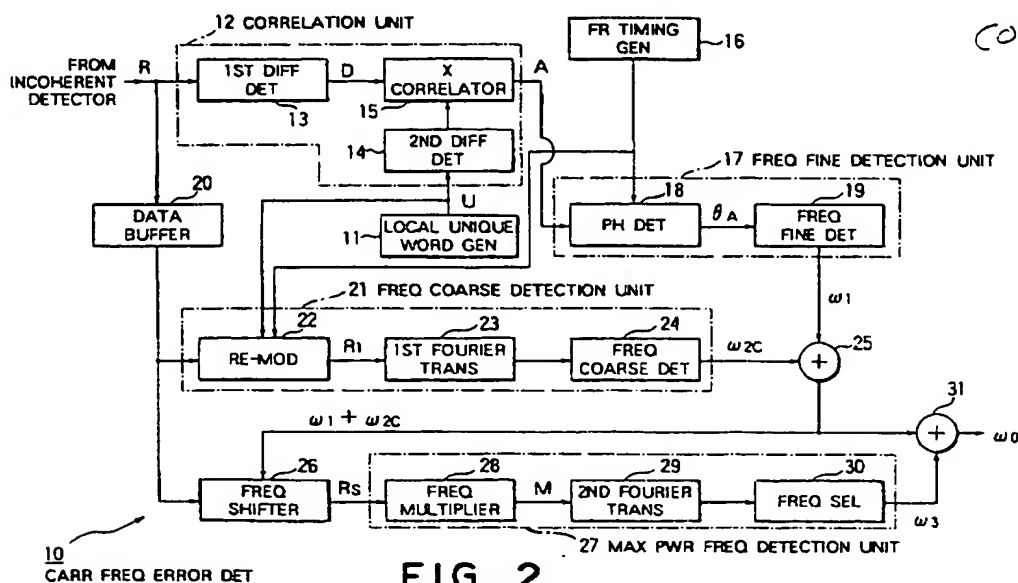 12 CORRELATION UNIT
FR TIMING
GEN
16
CO
FROM
INCOHERENT
DETECTOR
R
1ST DIFF
DET
13
D
X
CORRELATOR
15
A
14
2ND DIFF
DET
17 FREQ FINE DETECTION UNIT
20
DATA
BUFFER
U
11
LOCAL UNIQUE
WORD GEN
18
PH DET
θA
19
FREQ
FINE DET
ω1
21 FREQ COARSE DETECTION UNIT
22
RE-MOD
R1
23
1ST FOURIER
TRANS
24
FREQ
COARSE DET
ω2C
+
25
31
ω1 + ω2C
+
ω0
26
FREQ
SHIFTER
RS
28
FREQ
MULTIPLIER
M
29
2ND FOURIER
TRANS
30
FREQ SEL
ω3
27 MAX PWR FREQ DETECTION UNIT
10
CARR FREQ ERROR DET
FIG. 2